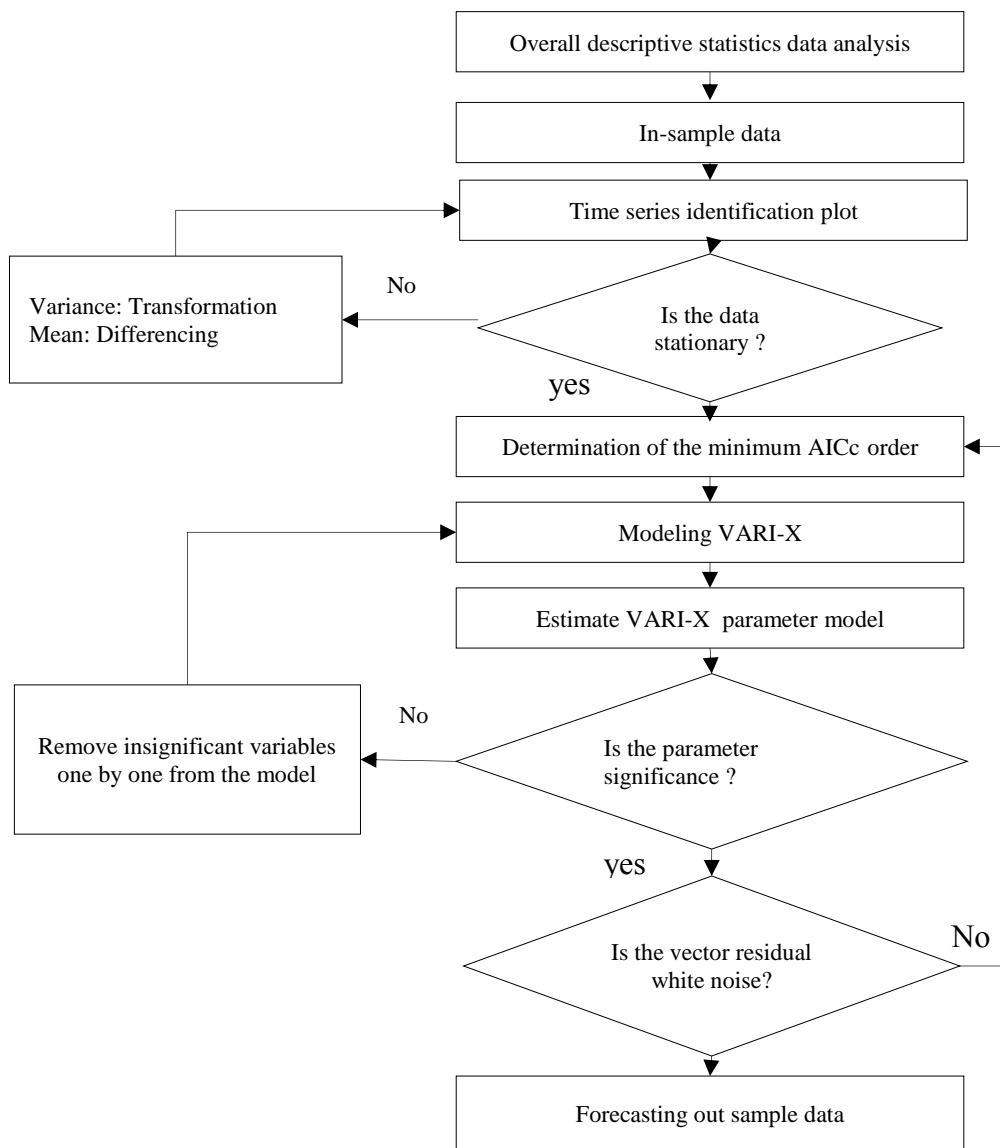 Overall descriptive statistics data analysis
In-sample data
Time series identification plot
No
Variance: Transformation
Mean: Differencing
Is the data
stationary ?
yes
Determination of the minimum AICc order
Modeling VARI-X
Estimate VARI-X parameter model
No
Remove insignificant variables
one by one from the model
Is the parameter
significance ?
yes
No
Is the vector residual
white noise?
Forecasting out sample data